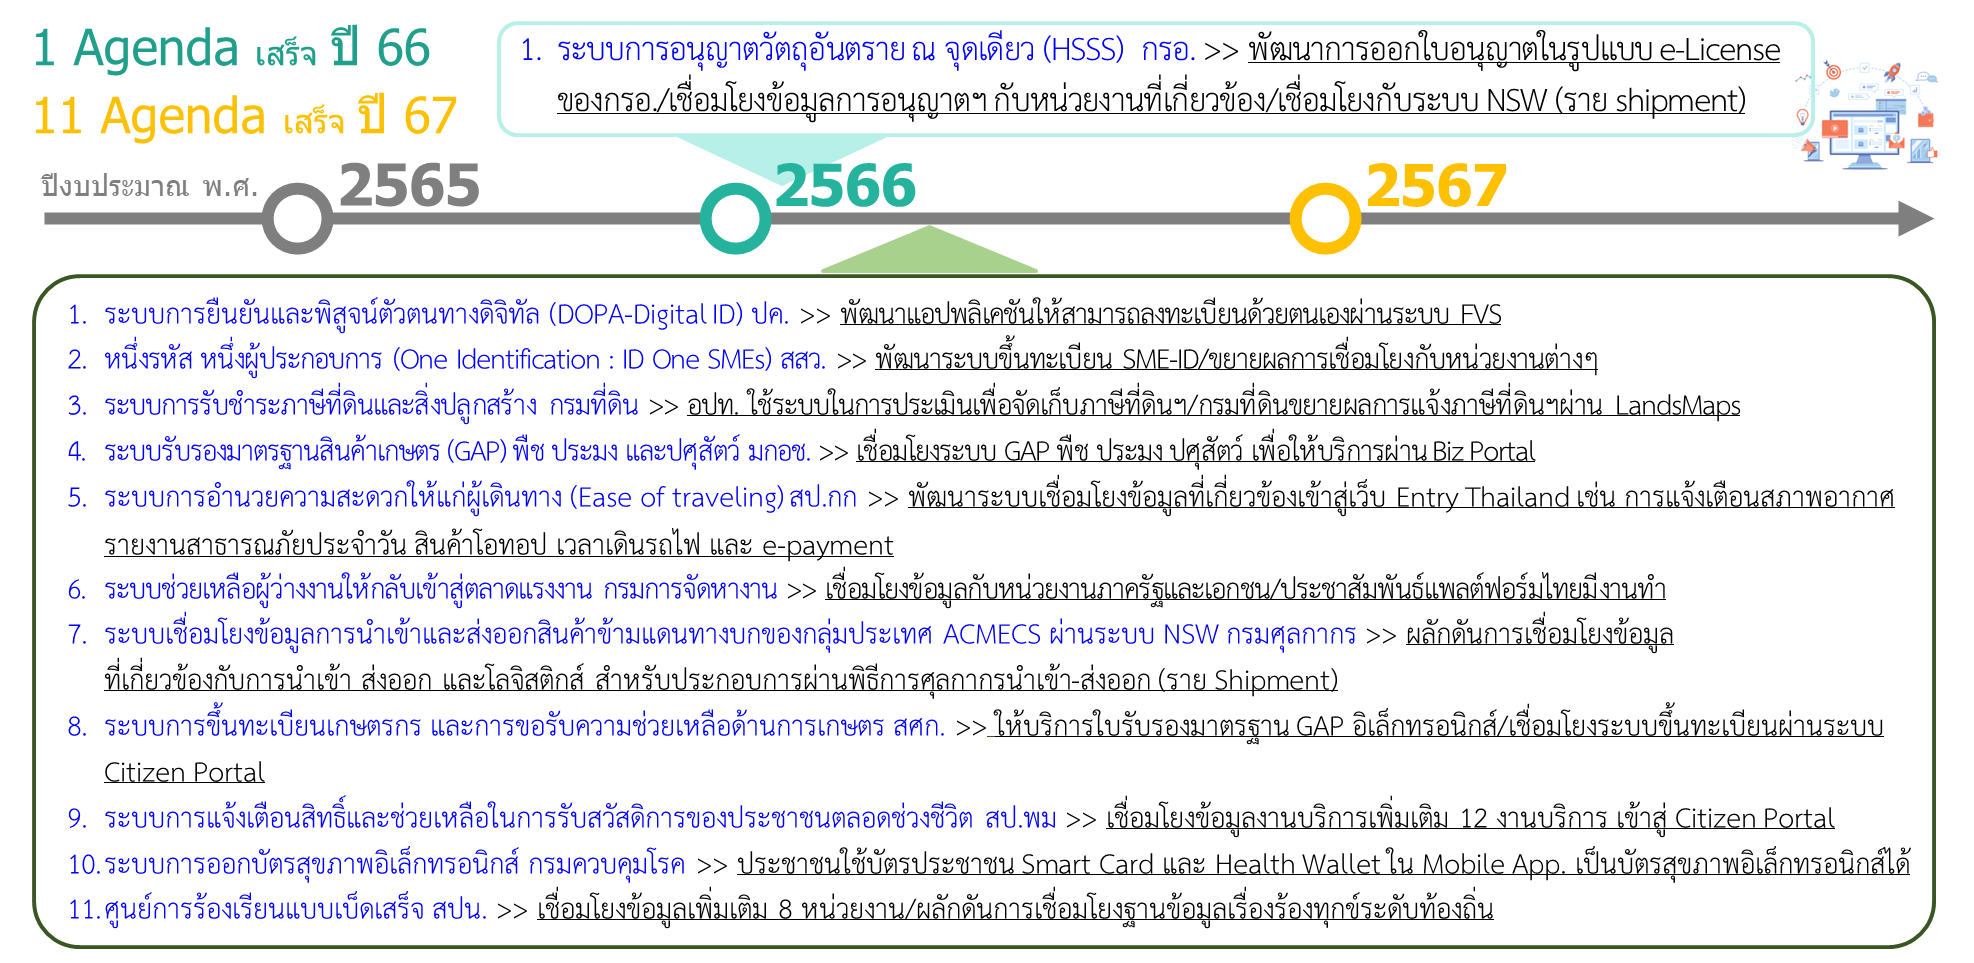 1 Agenda เสร็จ ปี 66
11 Agenda เสร็จ ปี 67
1. ระบบการอนุญาตวัตถุอันตราย ณ จุดเดียว (HSSS) กรอ. >> พัฒนาการออกใบอนุญาตในรูปแบบ e-License
ของกรอ./เชื่อมโยงข้อมูลการอนุญาตฯ กับหน่วยงานที่เกี่ยวข้อง/เชื่อมโยงกับระบบ NSW (ราย shipment)
ปีงบประมาณ พ.ศ. 2565 2566 2567
1. ระบบการยืนยันและพิสูจน์ตัวตนทางดิจิทัล (DOPA-Digital ID) ปค. >> พัฒนาแอปพลิเคชันให้สามารถลงทะเบียนด้วยตนเองผ่านระบบ FVS
2. หนึ่งรหัส หนึ่งผู้ประกอบการ (One Identification : ID One SMEs) สสว. >> พัฒนาระบบขึ้นทะเบียน SME-ID/ขยายผลการเชื่อมโยงกับหน่วยงานต่างๆ
3. ระบบการรับชำระภาษีที่ดินและสิ่งปลูกสร้าง กรมที่ดิน >> อปท. ใช้ระบบในการประเมินเพื่อจัดเก็บภาษีที่ดินฯ/กรมที่ดินขยายผลการแจ้งภาษีที่ดินฯผ่าน LandsMaps
4. ระบบรับรองมาตรฐานสินค้าเกษตร (GAP) พืช ประมง และปศุสัตว์ มกอช. >> เชื่อมโยงระบบ GAP พืช ประมง ปศุสัตว์ เพื่อให้บริการผ่าน Biz Portal
5. ระบบการอำนวยความสะดวกให้แก่ผู้เดินทาง (Ease of traveling) สป.กก >> พัฒนาระบบเชื่อมโยงข้อมูลที่เกี่ยวข้องเข้าสู่เว็บ Entry Thailand เช่น การแจ้งเตือนสภาพอากาศ
รายงานสาธารณภัยประจำวัน สินค้าโอทอป เวลาเดินรถไฟ และ e-payment
6. ระบบช่วยเหลือผู้ว่างงานให้กลับเข้าสู่ตลาดแรงงาน กรมการจัดหางาน >> เชื่อมโยงข้อมูลกับหน่วยงานภาครัฐและเอกชน/ประชาสัมพันธ์แพลต์ฟอร์มไทยมีงานทำ
7. ระบบเชื่อมโยงข้อมูลการนำเข้าและส่งออกสินค้าข้ามแดนทางบกของกลุ่มประเทศ ACMECS ผ่านระบบ NSW กรมศุลกากร >> ผลักดันการเชื่อมโยงข้อมูล
ที่เกี่ยวข้องกับการนำเข้า ส่งออก และโลจิสติกส์ สำหรับประกอบการผ่านพิธีการศุลกากรนำเข้า-ส่งออก (ราย Shipment)
8. ระบบการขึ้นทะเบียนเกษตรกร และการขอรับความช่วยเหลือด้านการเกษตร สศก. >> ให้บริการใบรับรองมาตรฐาน GAP อิเล็กทรอนิกส์/เชื่อมโยงระบบขึ้นทะเบียนผ่านระบบ
Citizen Portal
9. ระบบการแจ้งเตือนสิทธิ์และช่วยเหลือในการรับสวัสดิการของประชาชนตลอดช่วงชีวิต สป.พม >> เชื่อมโยงข้อมูลงานบริการเพิ่มเติม 12 งานบริการ เข้าสู่ Citizen Portal
10. ระบบการออกบัตรสุขภาพอิเล็กทรอนิกส์ กรมควบคุมโรค >> ประชาชนใช้บัตรประชาชน Smart Card และ Health Wallet ใน Mobile App. เป็นบัตรสุขภาพอิเล็กทรอนิกส์ได้
11. ศูนย์การร้องเรียนแบบเบ็ดเสร็จ สปน. >> เชื่อมโยงข้อมูลเพิ่มเติม 8 หน่วยงาน/ผลักดันการเชื่อมโยงฐานข้อมูลเรื่องร้องทุกข์ระดับท้องถิ่น